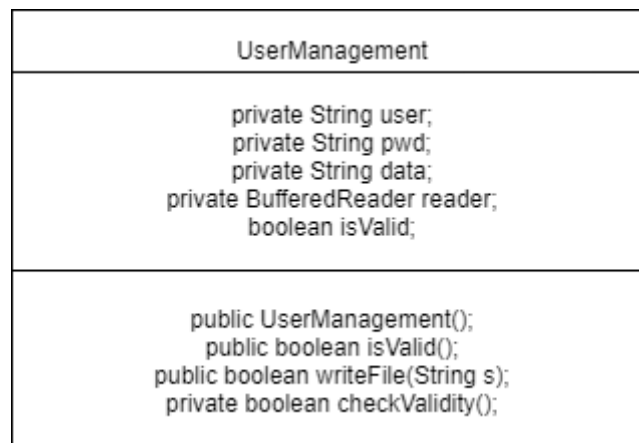 UserManagement
private String user;
private String pwd;
private String data;
private BufferedReader reader;
boolean isValid;
public UserManagement();
public boolean isValid();
public boolean writeFile(String s);
private boolean checkValidity();